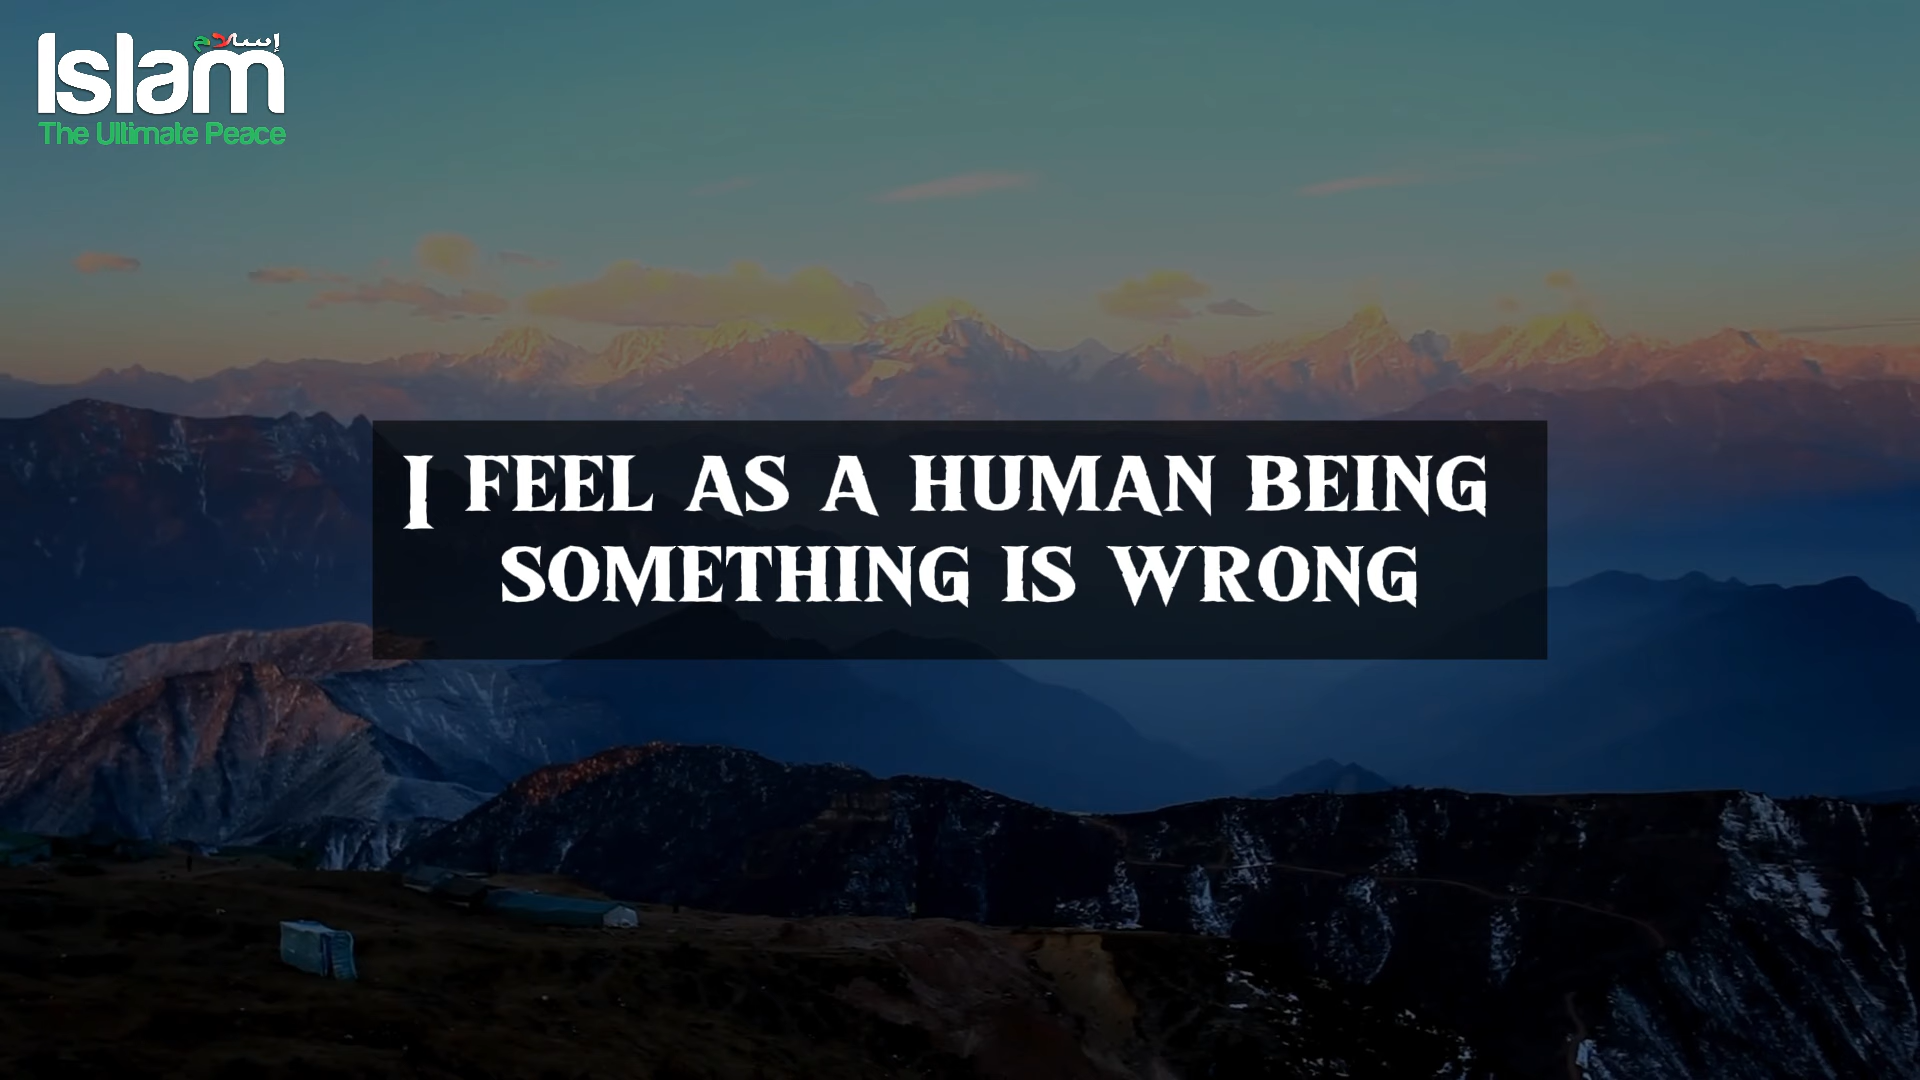 Islam
إسلام
The Ultimate Peace
I FEEL AS A HUMAN BEING
SOMETHING IS WRONG